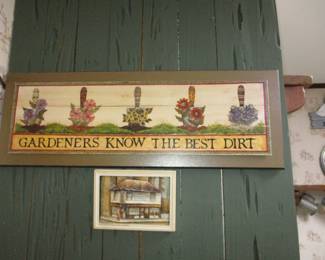 GARDENERS KNOW THE BEST DIRT